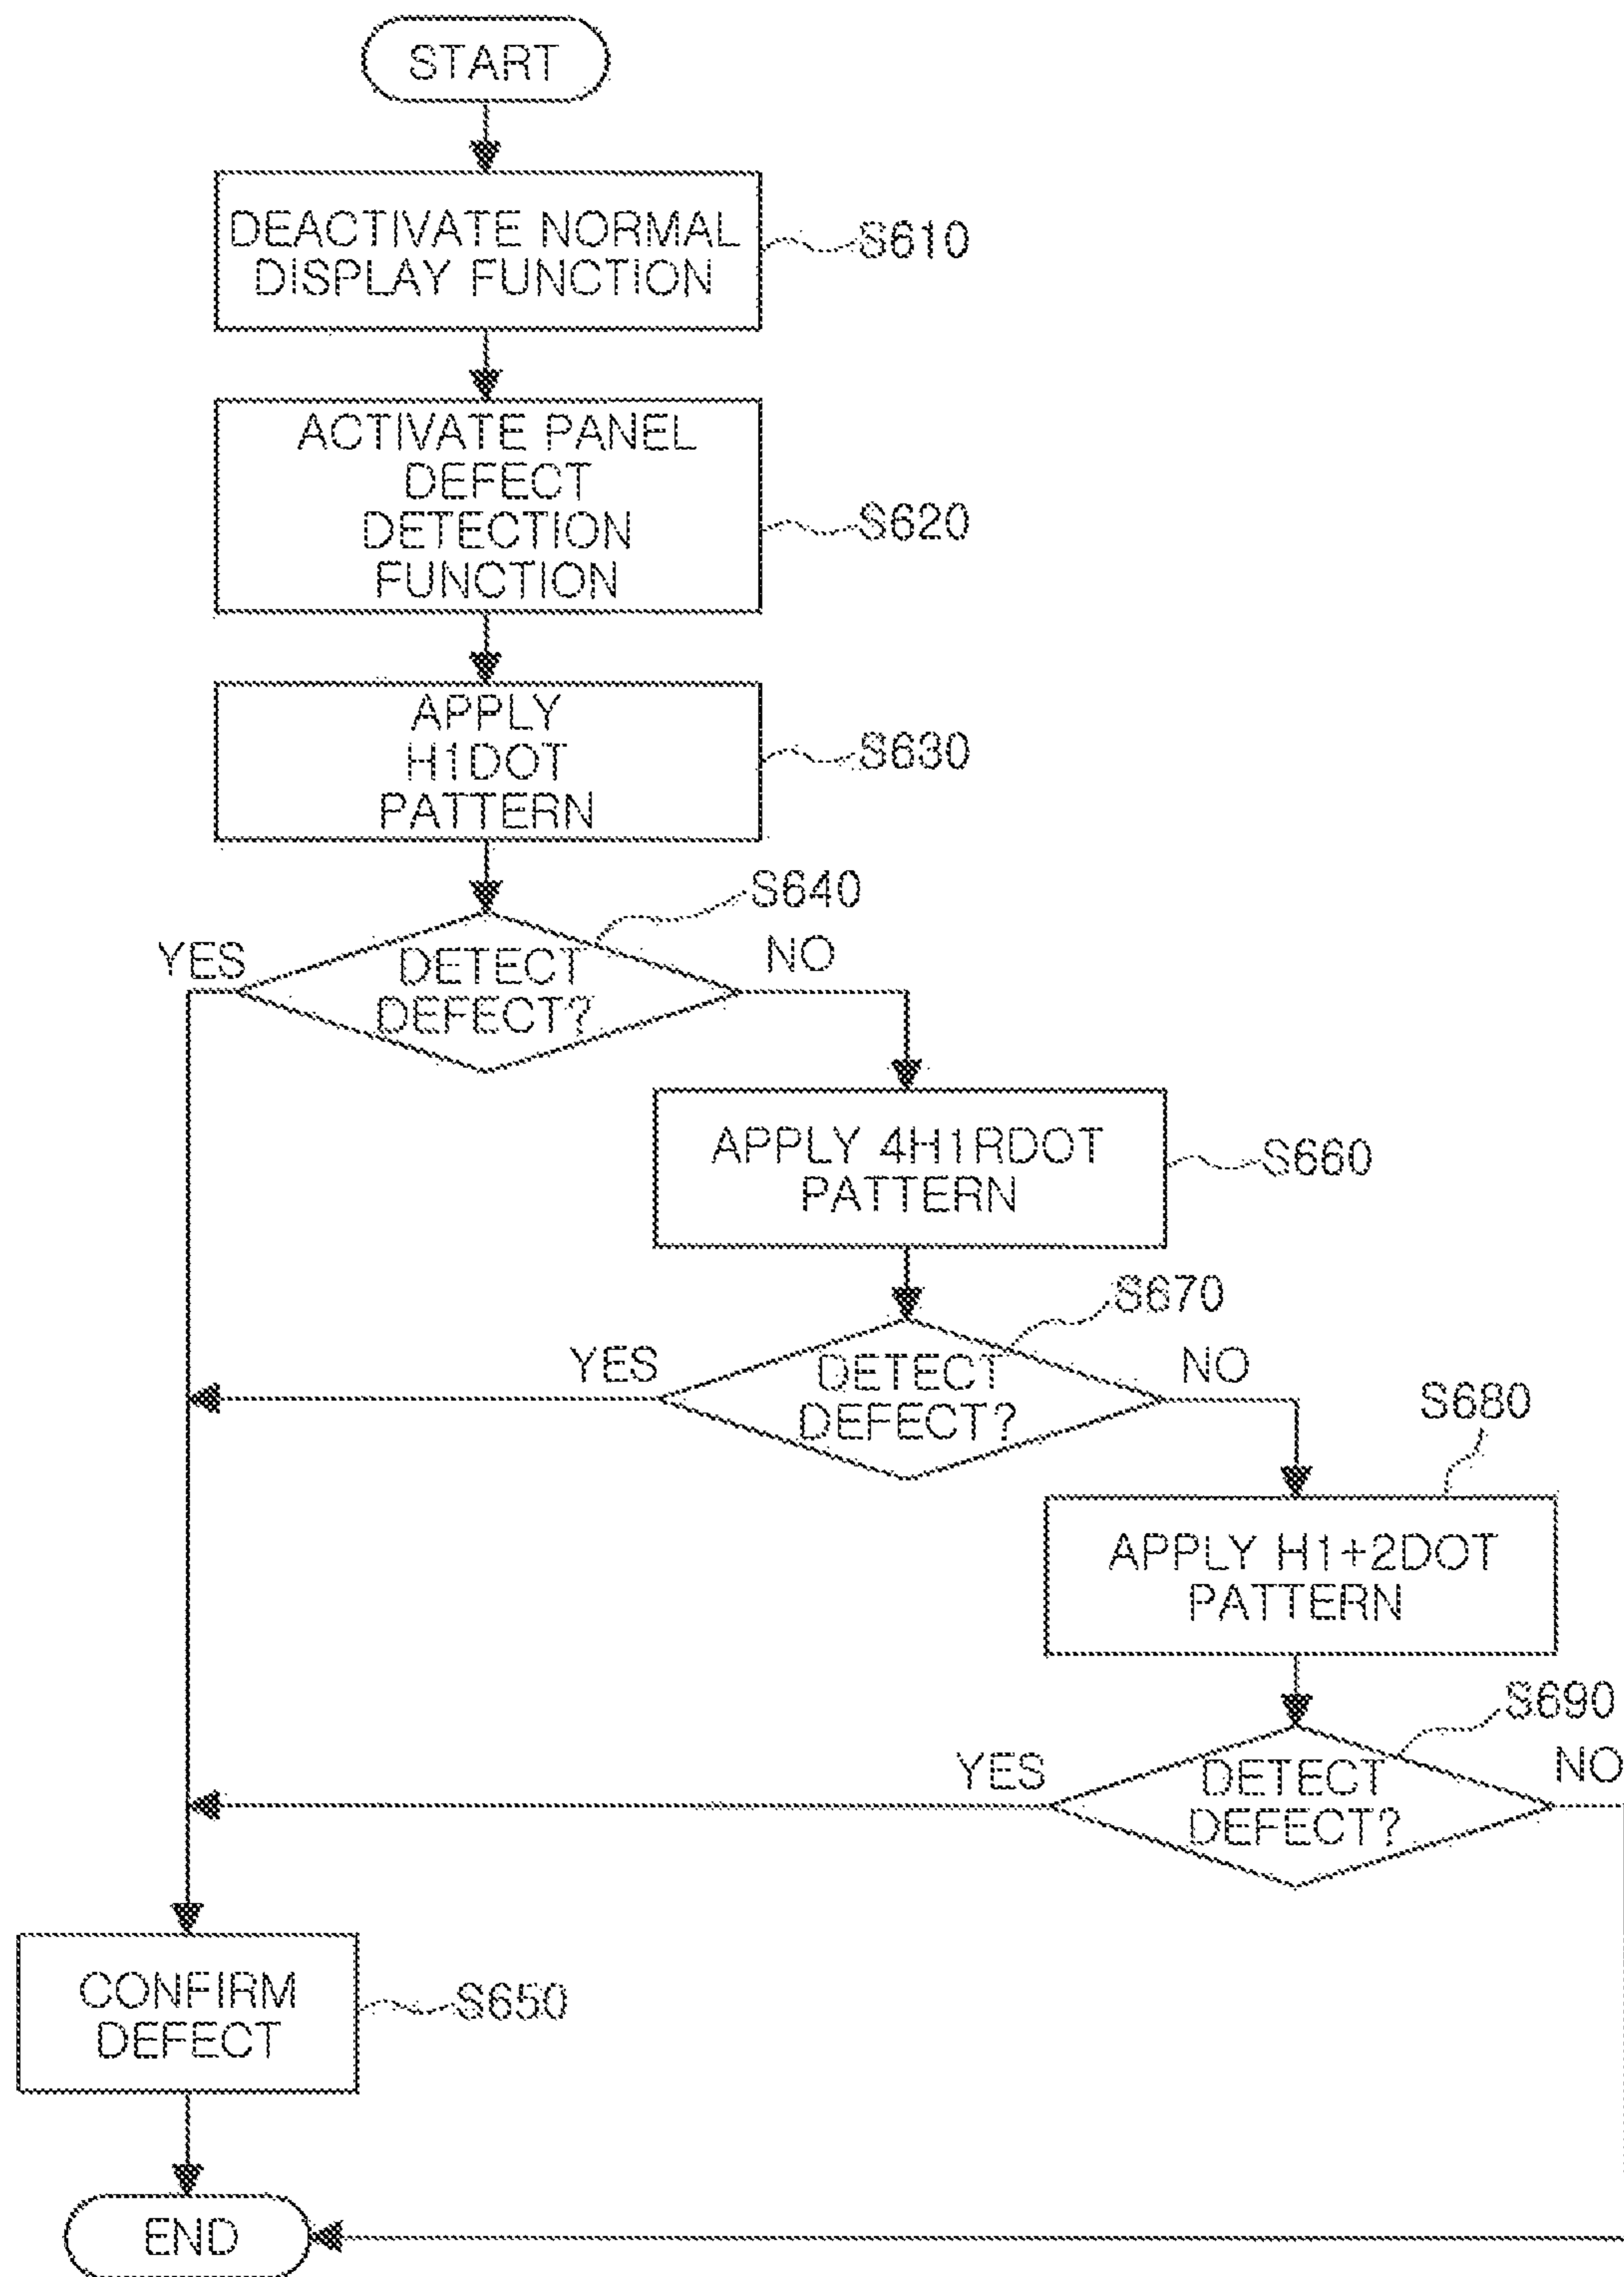 START
DEACTIVATE NORMAL
DISPLAY FUNCTION
S610
ACTIVATE PANEL
DEFECT
DETECTION
FUNCTION
S620
APPLY
H1DOT
PATTERN
S630
S640
YES
DETECT
DEFECT?
NO
APPLY 4H1RDOT
PATTERN
S660
S670
YES
DETECT
DEFECT?
NO
S680
APPLY H1+2DOT
PATTERN
S690
YES
DETECT
DEFECT?
NO
CONFIRM
DEFECT
S650
END